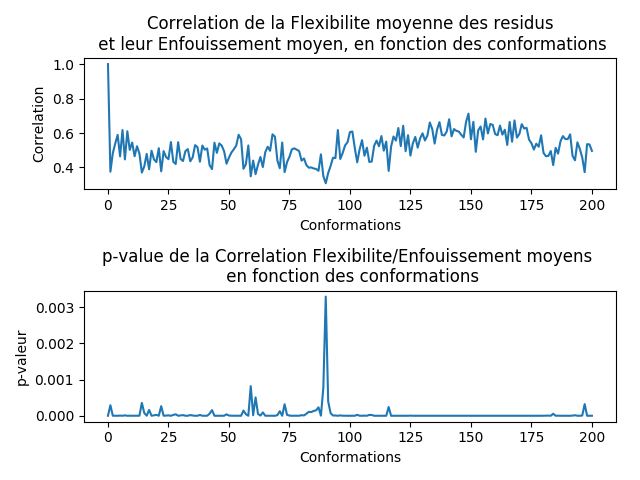 Correlation de la Flexibilite moyenne des residus
et leur Enfouissement moyen, en fonction des conformations
1.0
0.8
0.6
0.4
Correlation
0 25 50 75 100 125 150 175 200
Conformations
p-value de la Correlation Flexibilite/Enfouissement moyens
en fonction des conformations
0.003
0.002
0.001
0.000
p-valeur
0 25 50 75 100 125 150 175 200
Conformations